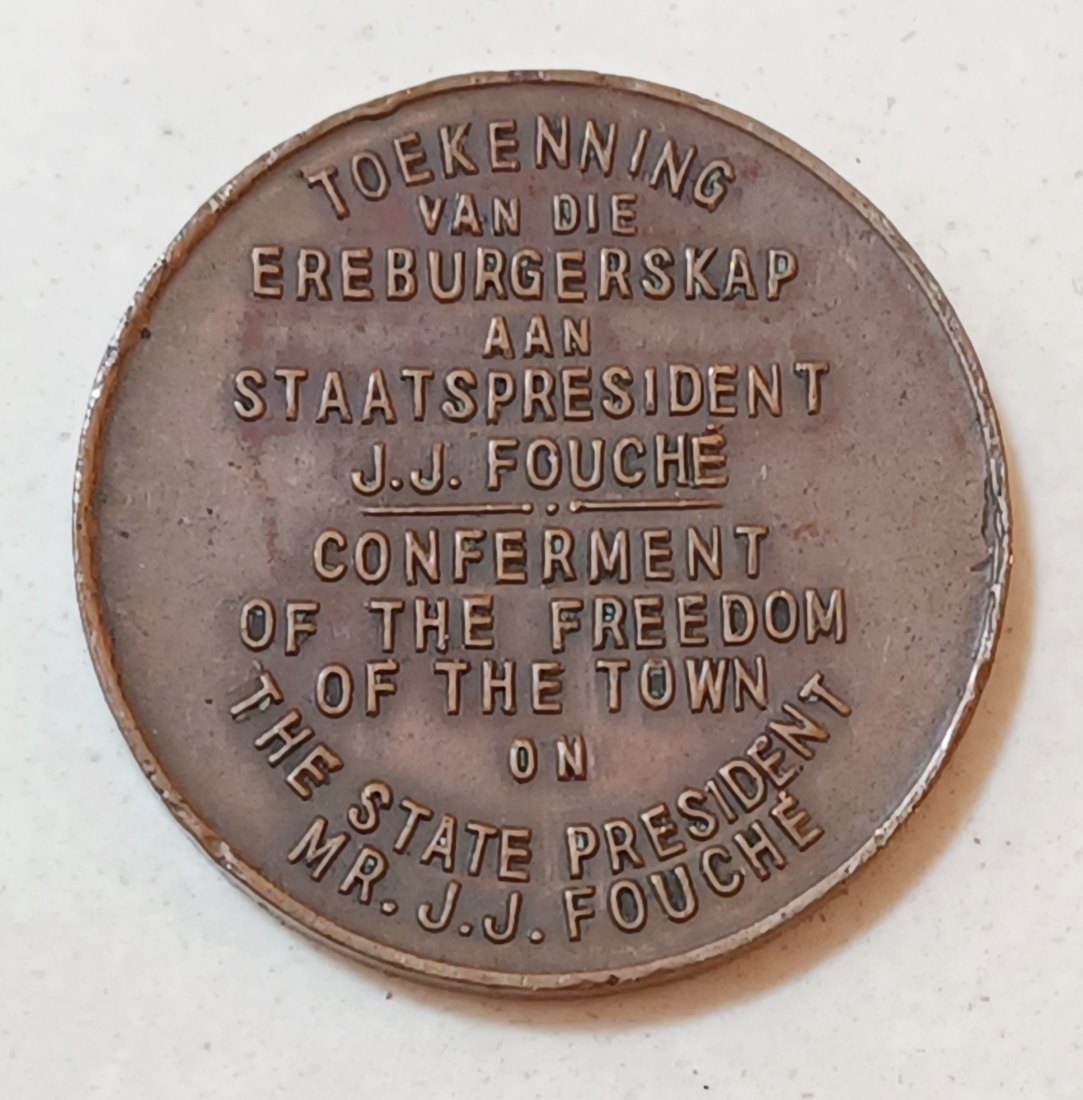 TOEKENNING
VAN DIE
EREBURGERSKAP
AAN
STAATSPRESIDENT
J.J. FOUCHÉ
CONFERMENT
OF THE FREEDOM
OF THE TOWN
ON
THE STATE PRESIDENT
MR. J.J. FOUCHÉ